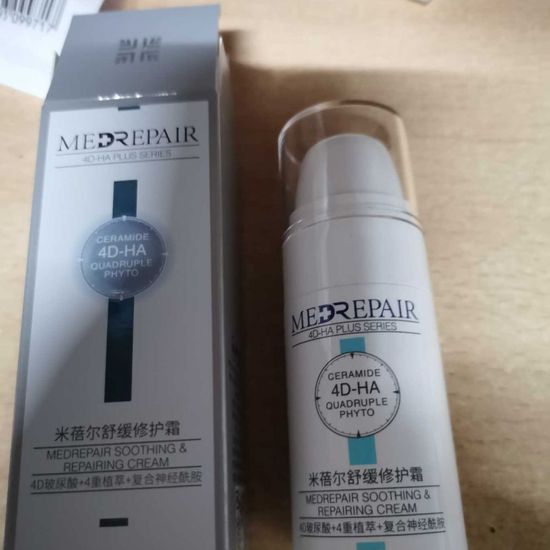 MEDREPAIR
4D-HA PLUS SERIES
CERAMIDE
4D-HA
QUADRUPLE
PHYTO
米蓓尔舒缓修护霜
MEDREPAIR SOOTHING &
REPAIRING CREAM
4D玻尿酸+4重植萃+复合神经酰胺
MEDREPAIR
4D-HA PLUS SERIES
CERAMIDE
4D-HA
QUADRUPLE
PHYTO
米蓓尔舒缓修护霜
MEDREPAIR SOOTHING &
REPAIRING CREAM
4D玻尿酸+4重植萃+复合神经酰胺